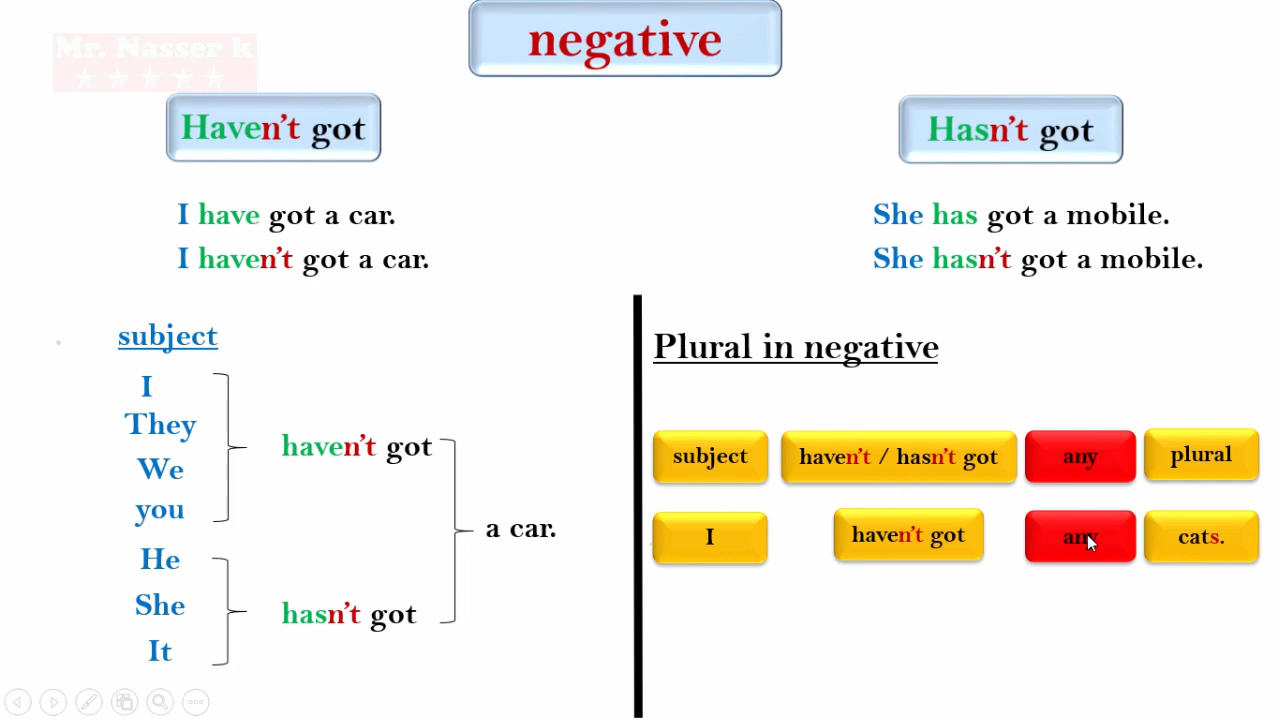 negative
Mr. Nasser k
Haven't got
Hasn't got
I have got a car.
I haven't got a car.
She has got a mobile.
She hasn't got a mobile.
subject
I
They
We
you
He
She
It
haven't got
hasn't got
a car.
Plural in negative
subject haven't / hasn't got any plural
I haven't got any cats.